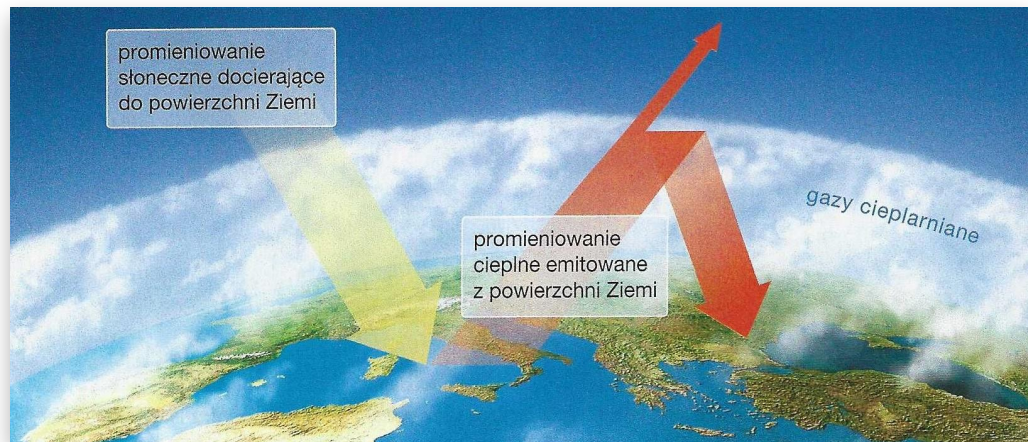 promieniowanie
słoneczne docierające
do powierzchni Ziemi
promieniowanie
cieplne emitowane
z powierzchni Ziemi
gazy cieplarniane